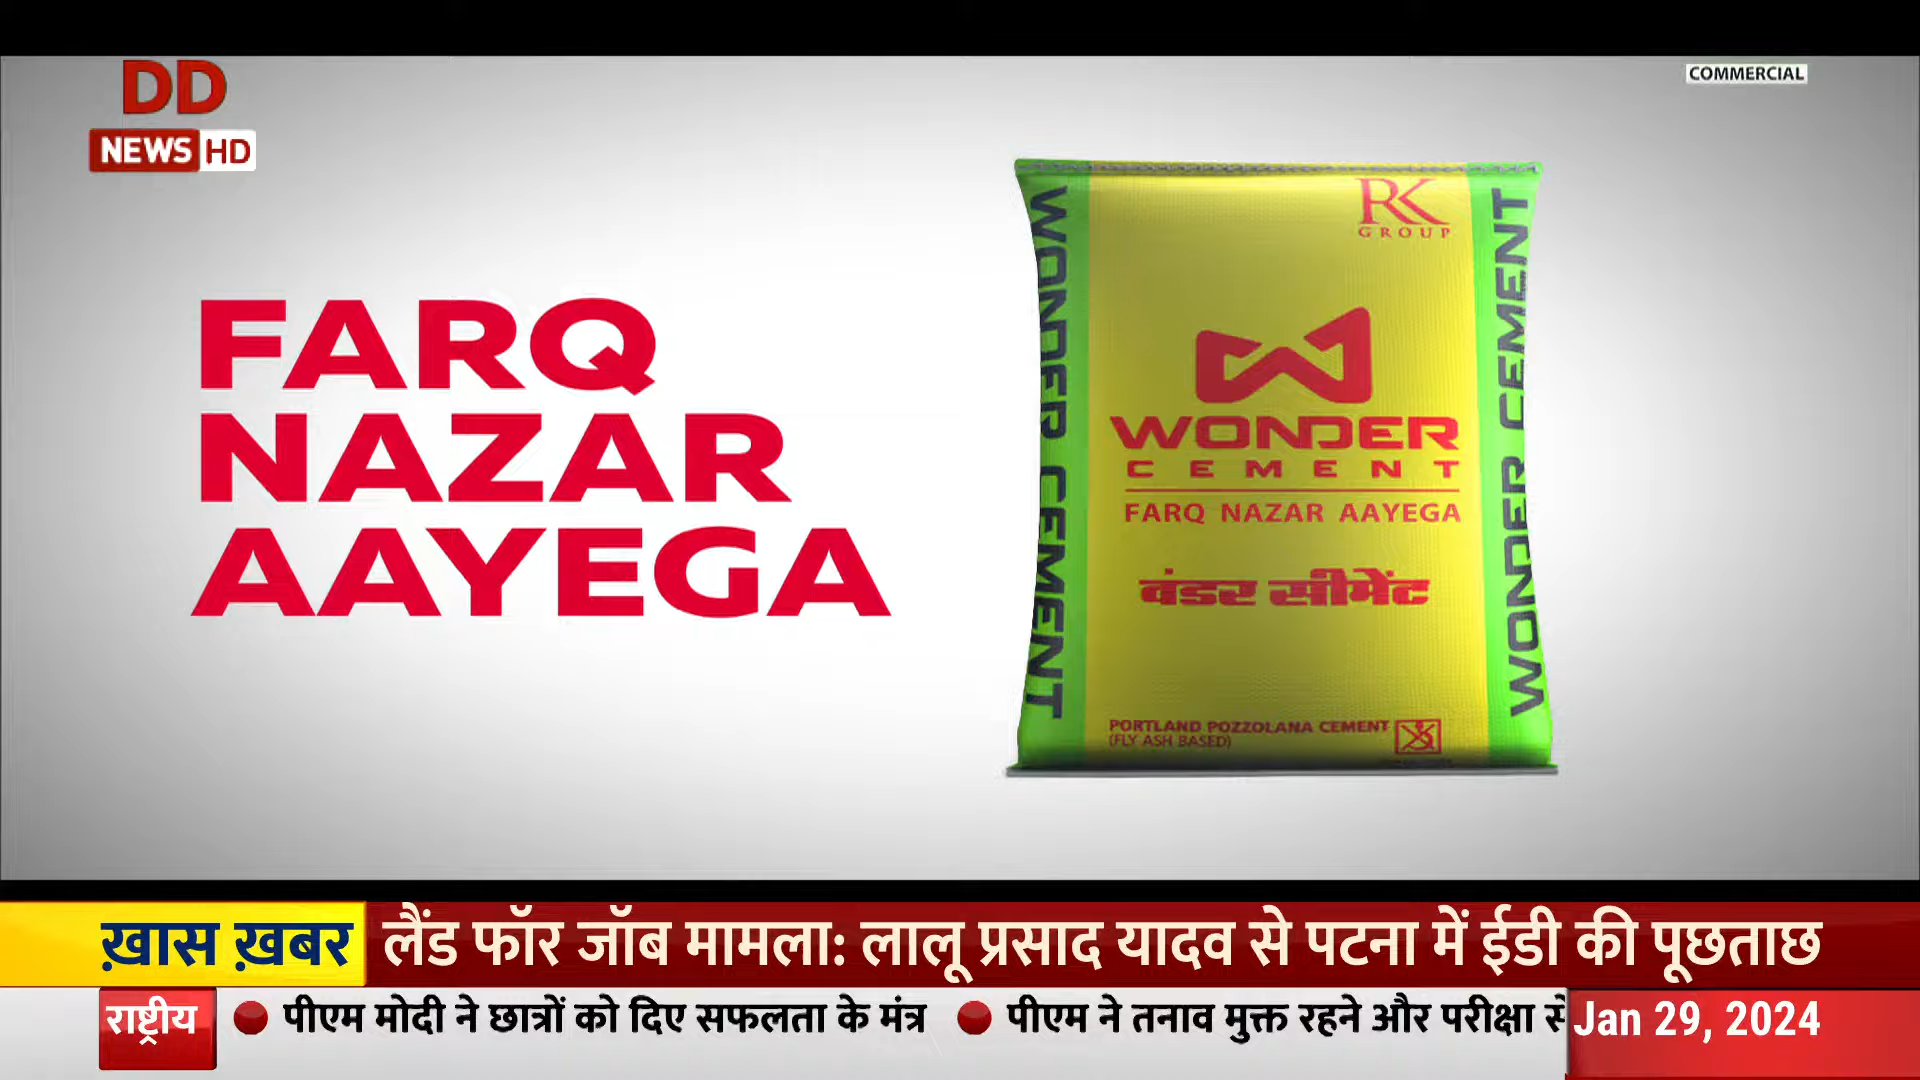 DD
NEWS HD
COMMERCIAL
FARQ
NAZAR
AAYEGA
RK
GROUP
WONDER CEMENT
WONDER
CEMENT
FARQ NAZAR AAYEGA
वंडर सीमेंट
PORTLAND POZZOLANA CEMENT
(FLY ASH BASED)
WONDER CEMENT
ख़ास ख़बर लैंड फॉर जॉब मामला: लालू प्रसाद यादव से पटना में ईडी की पूछताछ
राष्ट्रीय पीएम मोदी ने छात्रों को दिए सफलता के मंत्र पीएम ने तनाव मुक्त रहने और परीक्षा से Jan 29, 2024